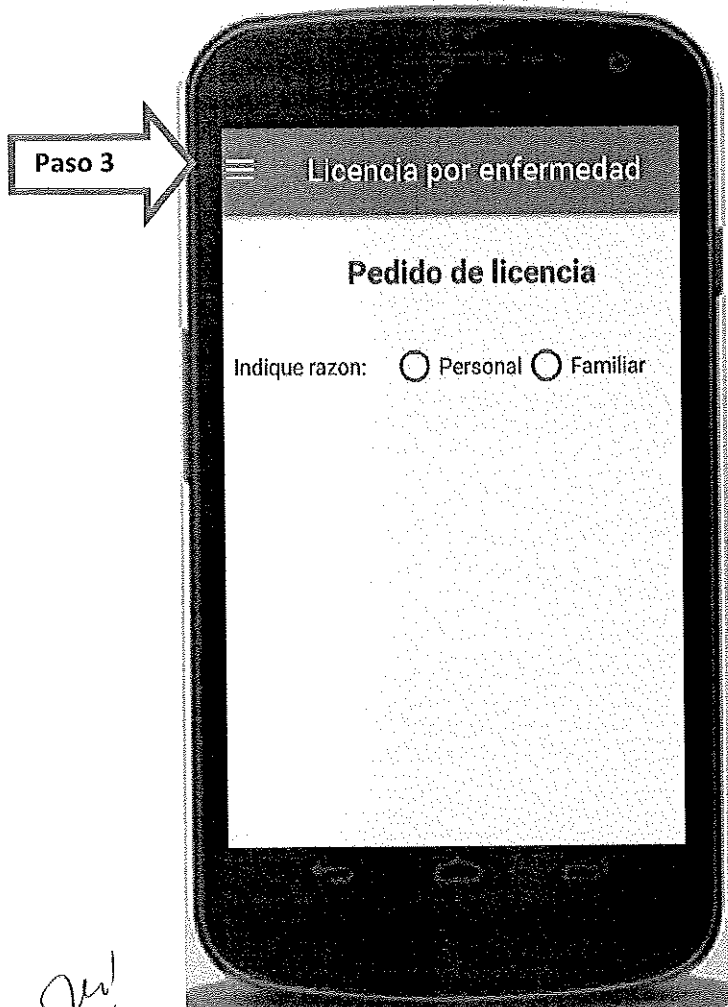 Paso 3
Licencia por enfermedad
Pedido de licencia
Indique razon: Personal Familiar